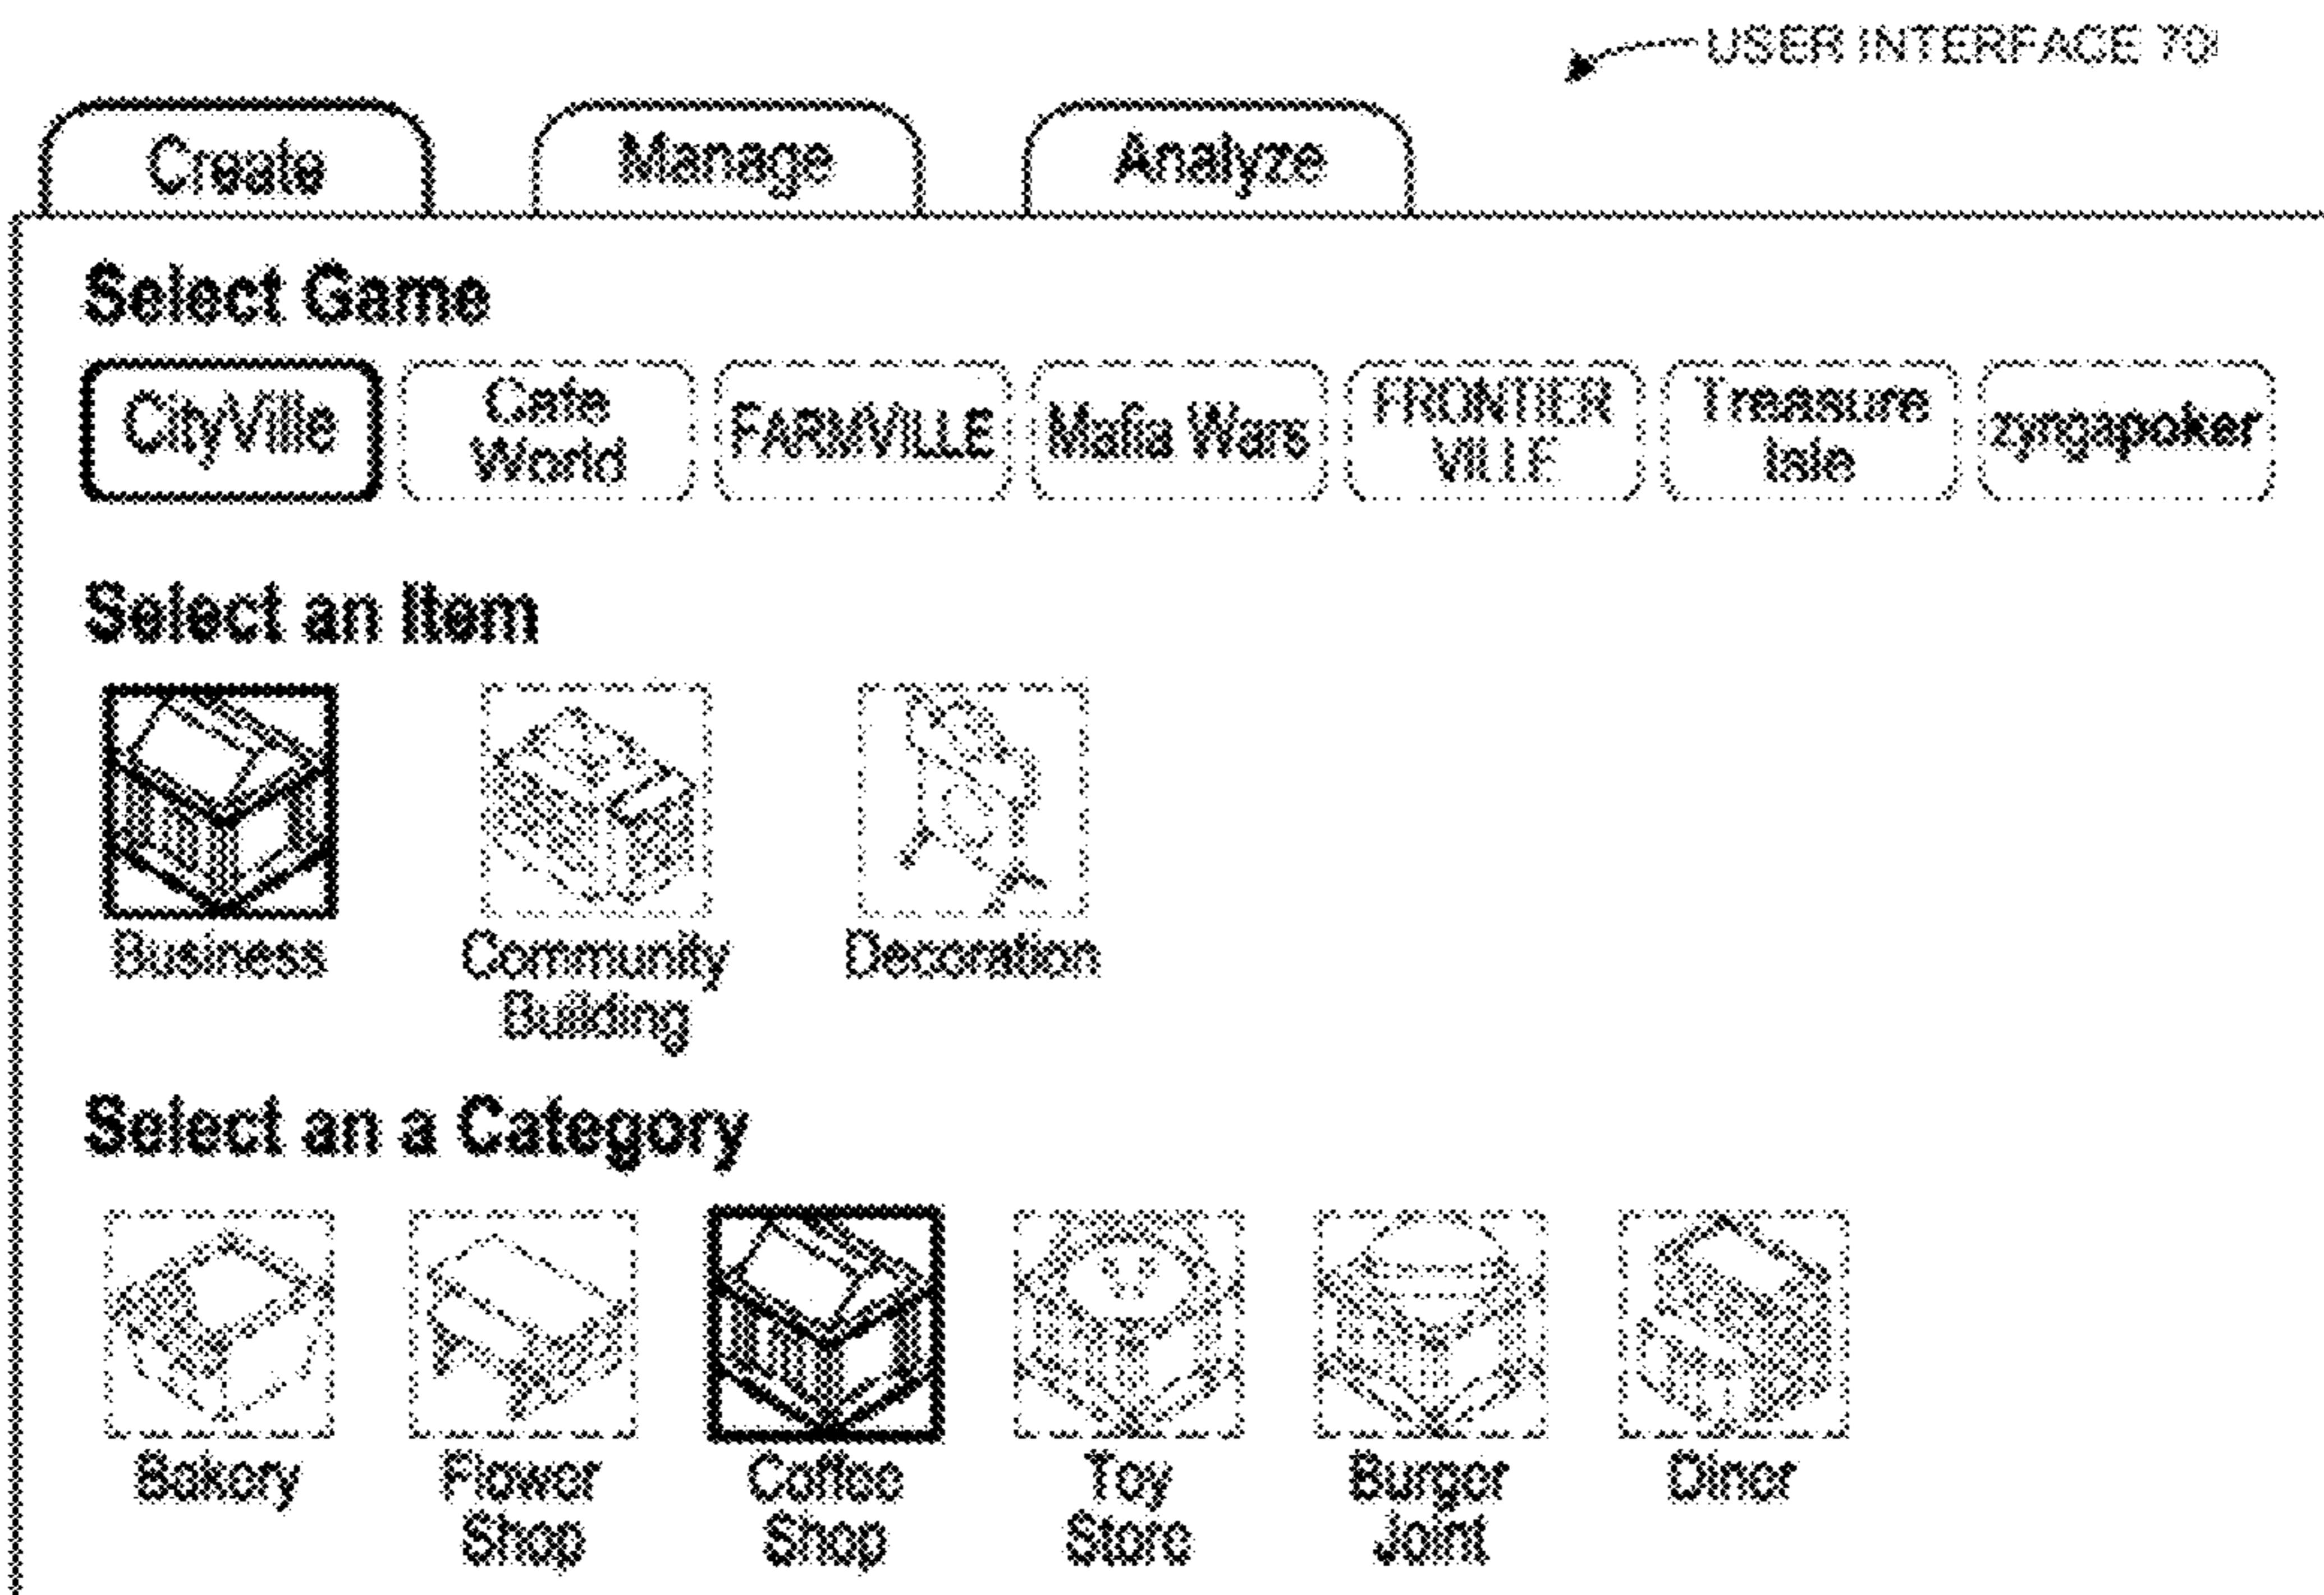 USER INTERFACE 70
Create Manage Analyze
Select Game
CityVille Cafe World FARMVILLE Mafia Wars FRONTIER VILLE Treasure Isle zyngapoker
Select an Item
Business Community Building Decoration
Select an a Category
Bakery Flower Shop Coffee Shop Toy Store Burger Joint Diner